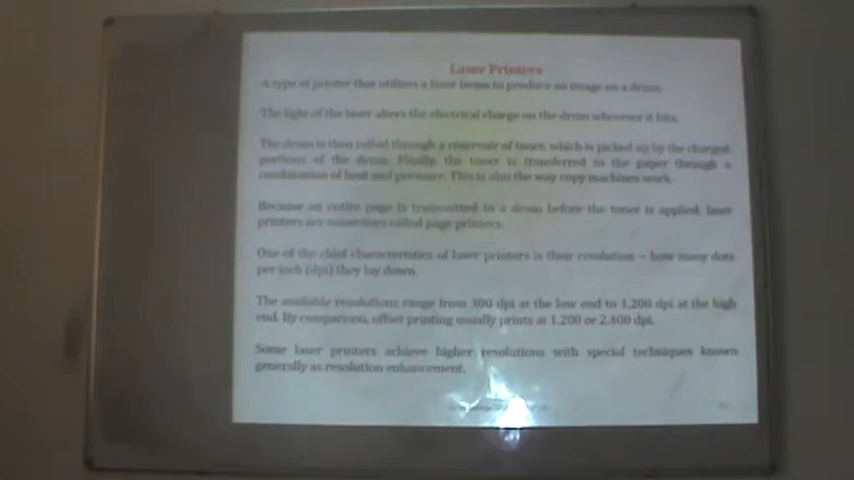 Laser Printers
A type of printer that utilizes a laser beam to produce an image on a drum.
The light of the laser alters the electrical charge on the drum wherever it hits.
The drum is then rolled through a reservoir of toner, which is picked up by the charged
portions of the drum. Finally, the toner is transferred to the paper through a
combination of heat and pressure. This is also the way copy machines work.
Because an entire page is transmitted to a drum before the toner is applied, laser
printers are sometimes called page printers.
One of the chief characteristics of laser printers is their resolution – how many dots
per inch (dpi) they lay down.
The available resolutions range from 300 dpi at the low end to 1,200 dpi at the high
end. By comparison, offset printing usually prints at 1,200 or 2,400 dpi.
Some laser printers achieve higher resolutions with special techniques known
generally as resolution enhancement.